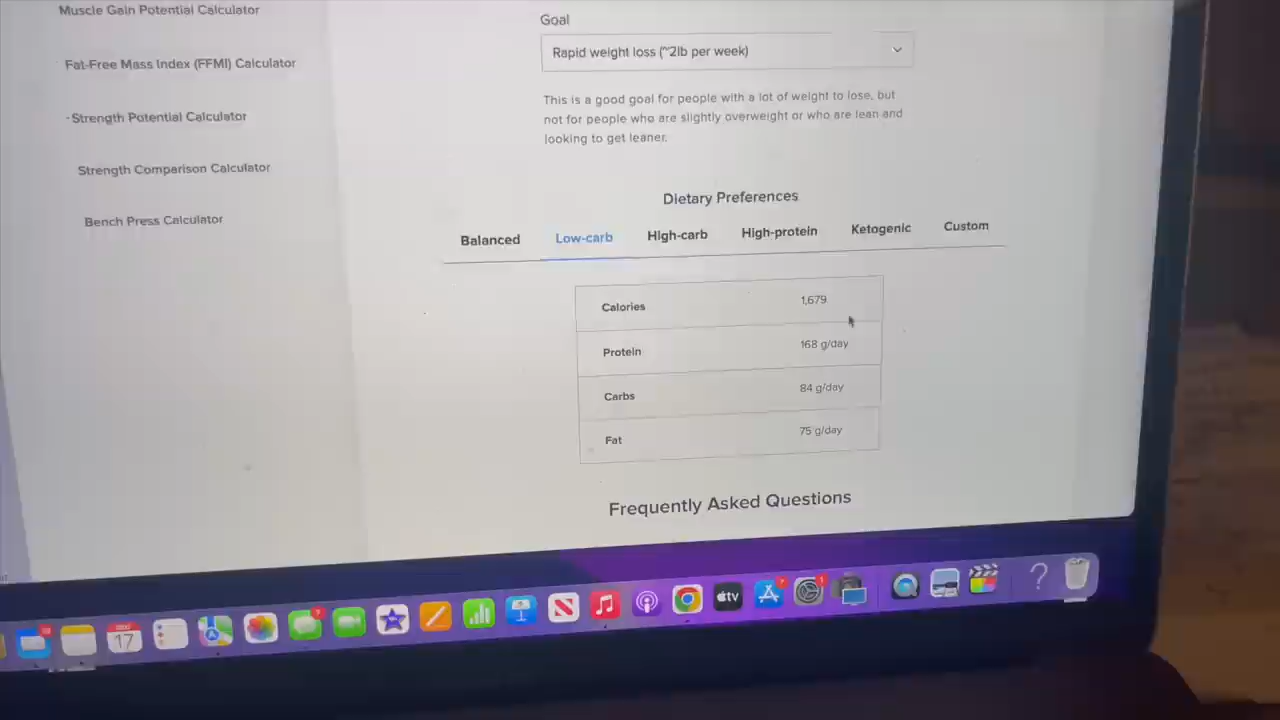 Muscle Gain Potential Calculator
Fat-Free Mass Index (FFMI) Calculator
Strength Potential Calculator
Strength Comparison Calculator
Bench Press Calculator
Goal
Rapid weight loss (~2lb per week)
This is a good goal for people with a lot of weight to lose, but
not for people who are slightly overweight or who are lean and
looking to get leaner.
Dietary Preferences
Balanced Low-carb High-carb High-protein Ketogenic Custom
Calories 1,679
Protein 168 g/day
Carbs 84 g/day
Fat 75 g/day
Frequently Asked Questions
17
tv